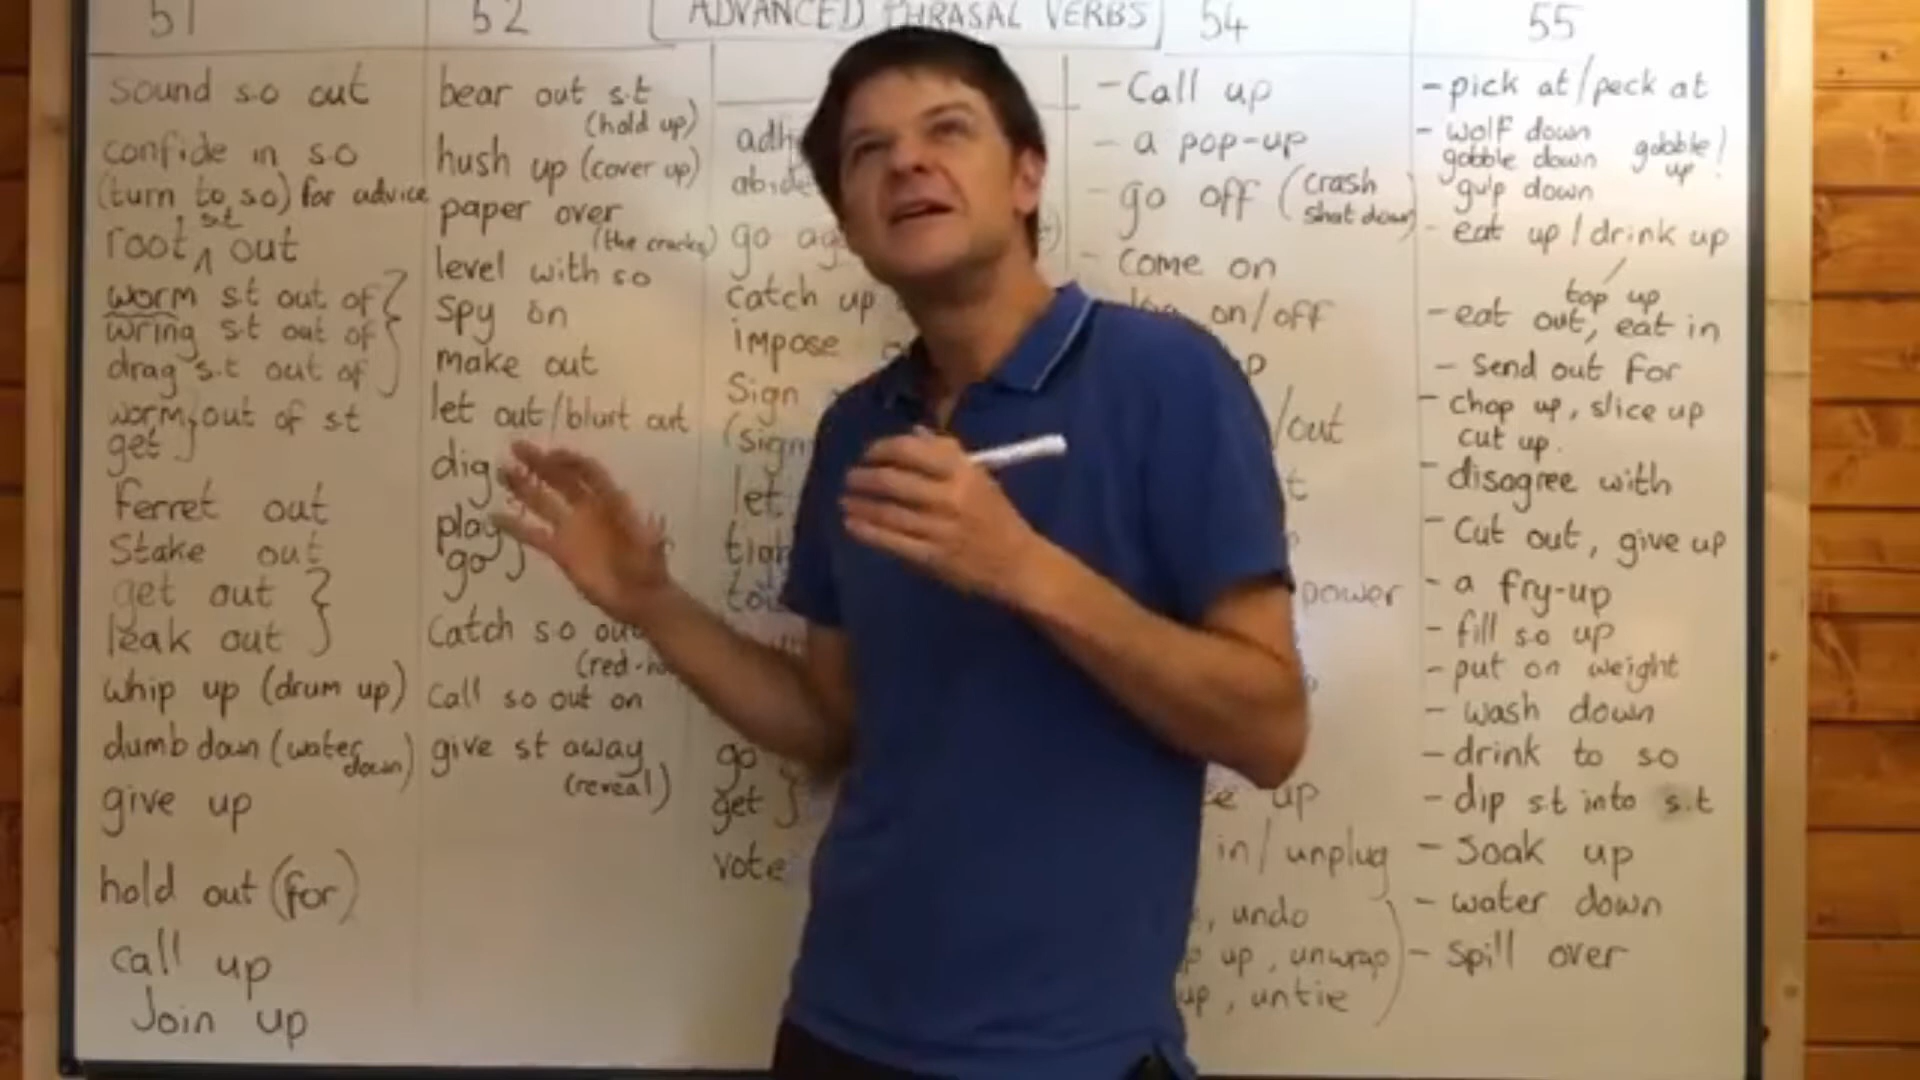 51
52
ADVANCED PHRASAL VERBS
54
55
sound s.o out
confide in s.o
(turn to s.o) for advice
s.t
root ∧ out
worm s.t out of
wring s.t out of
drag s.t out of
worm out of st
get
ferret out
Stake out
get out
leak out
whip up (drum up)
dumb down (water down)
give up
hold out (for)
call up
Join up
bear out s.t
(hold up)
hush up (cover up)
paper over
(the cracks)
level with so
spy on
make out
let out/blurt out
dig
play
go
Catch s.o out
Call so out on
give st away
(reveal)
go
catch up
impose
Sign
let
go
get
vote
- Call up
- a pop-up
- go off (crash
shut down)
- Come on
on/off
/out
power
up
in/unplug
, undo
up, unwrap
up, untie
- pick at/peck at
- wolf down
gobble down gobble up
gulp down
- eat up / drink up
top up
- eat out, eat in
- Send out for
- chop up, slice up
cut up.
- disagree with
- Cut out, give up
- a fry-up
- fill so up
- put on weight
- wash down
- drink to so
- dip s.t into s.t
- Soak up
- water down
- Spill over